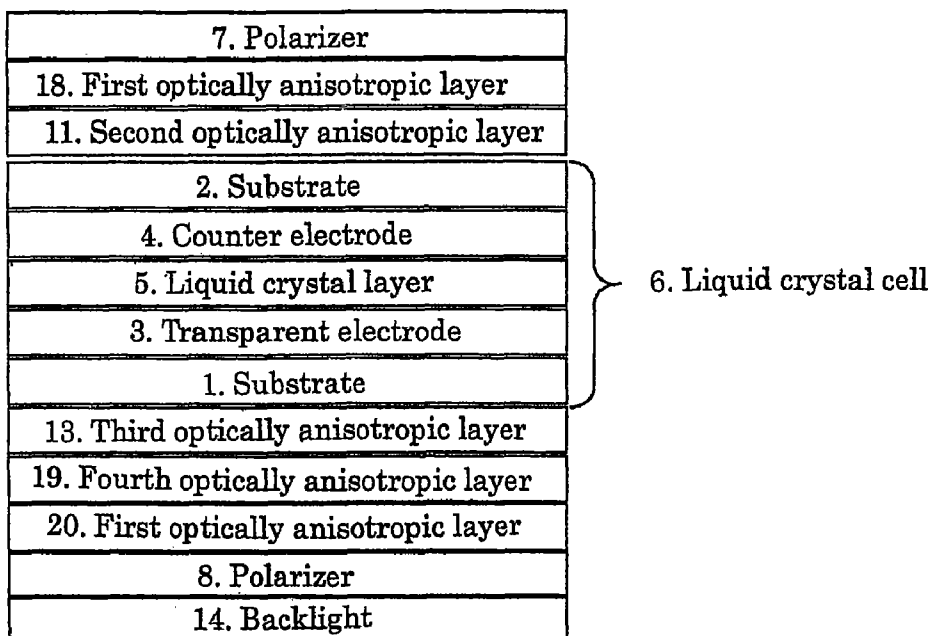 7. Polarizer
18. First optically anisotropic layer
11. Second optically anisotropic layer
2. Substrate
4. Counter electrode
5. Liquid crystal layer
6. Liquid crystal cell
3. Transparent electrode
1. Substrate
13. Third optically anisotropic layer
19. Fourth optically anisotropic layer
20. First optically anisotropic layer
8. Polarizer
14. Backlight